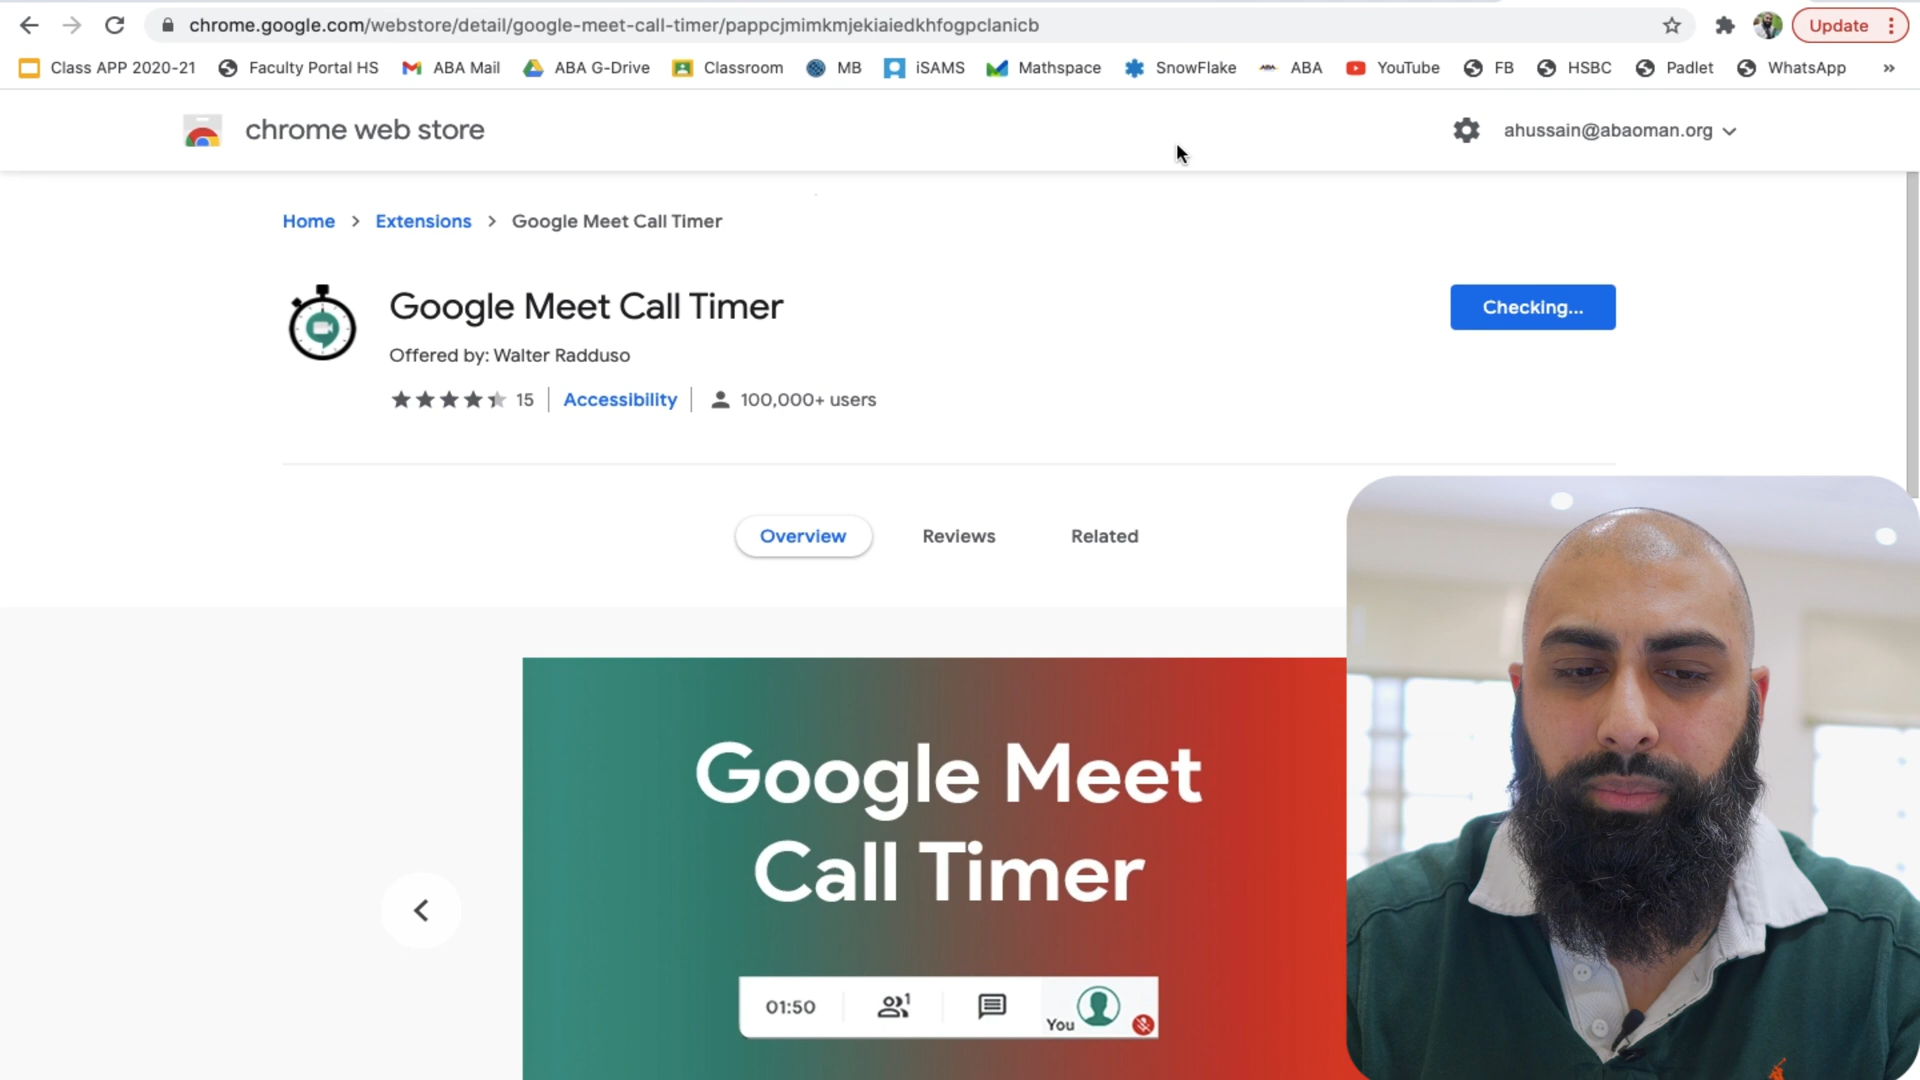 chrome.google.com/webstore/detail/google-meet-call-timer/pappcjmimkmjekiaiedkhfogpclanicb
Update
Class APP 2020-21 Faculty Portal HS ABA Mail ABA G-Drive Classroom MB iSAMS Mathspace SnowFlake ABA YouTube FB HSBC Padlet WhatsApp »
chrome web store
ahussain@abaoman.org
Home > Extensions > Google Meet Call Timer
Google Meet Call Timer
Checking...
Offered by: Walter Radduso
15 | Accessibility | 100,000+ users
Overview Reviews Related
Google Meet
Call Timer
01:50 1 You